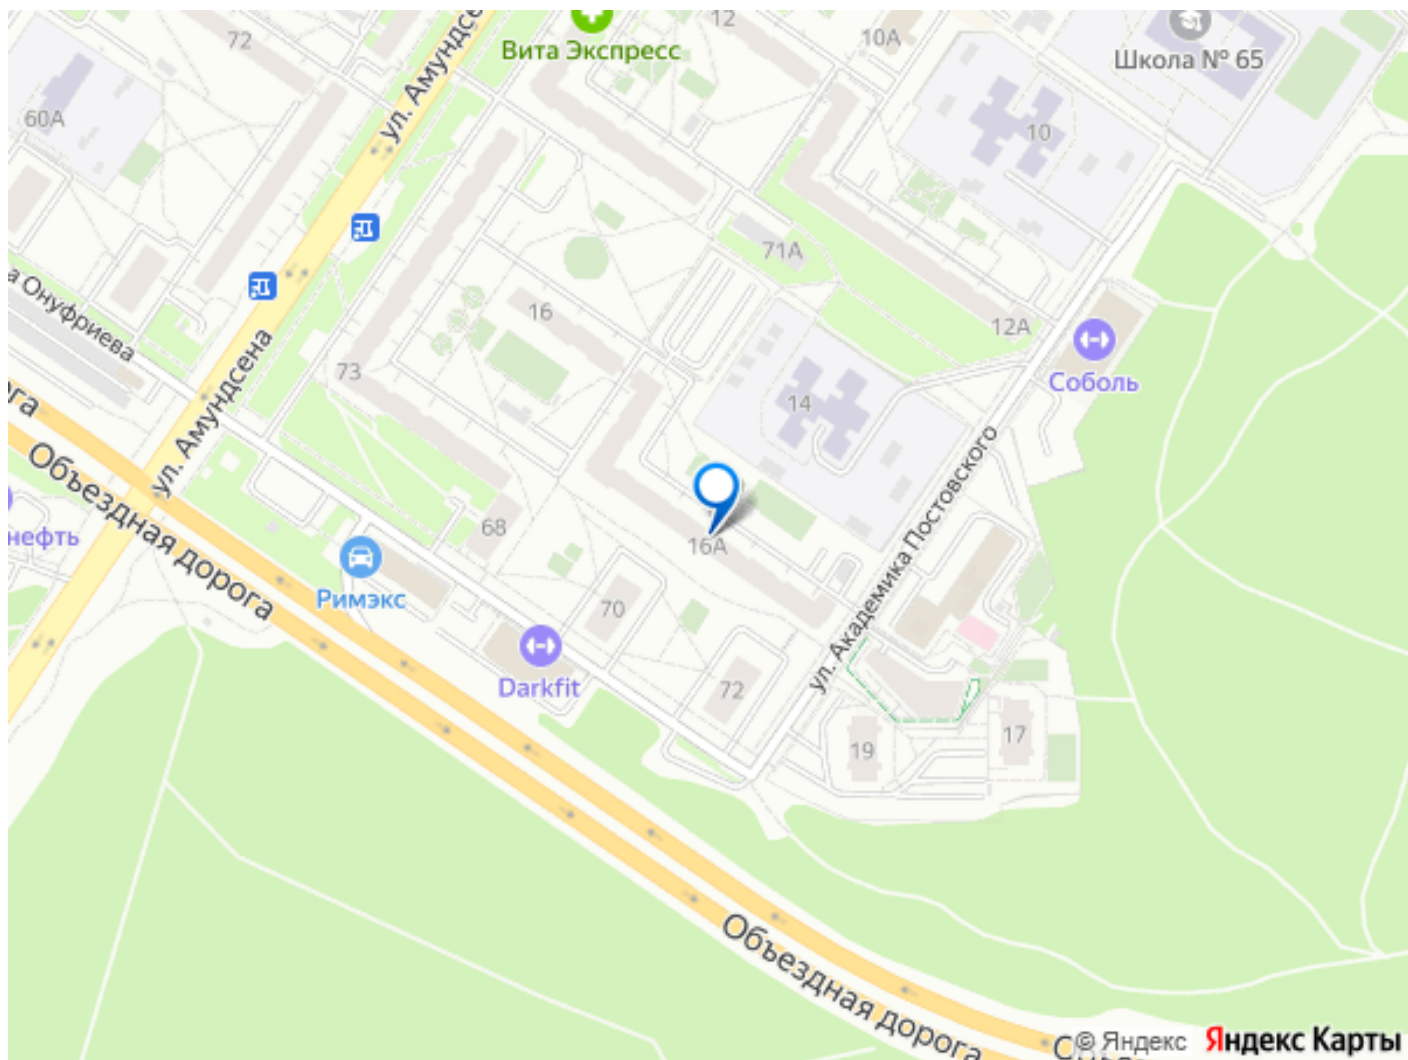 72
ул. Амундсе
Вита Экспресс
12
10А
Школа № 65
60А
10
71А
а Онуфриева
16
12А
Соболь
73
14
ул. Амундсена
ога
Объездная дорога
нефть
68
16А
ул. Академика Постовского
Римэкс
70
Darkfit
72
19
17
Объездная дорога
© Яндекс
Яндекс Карты